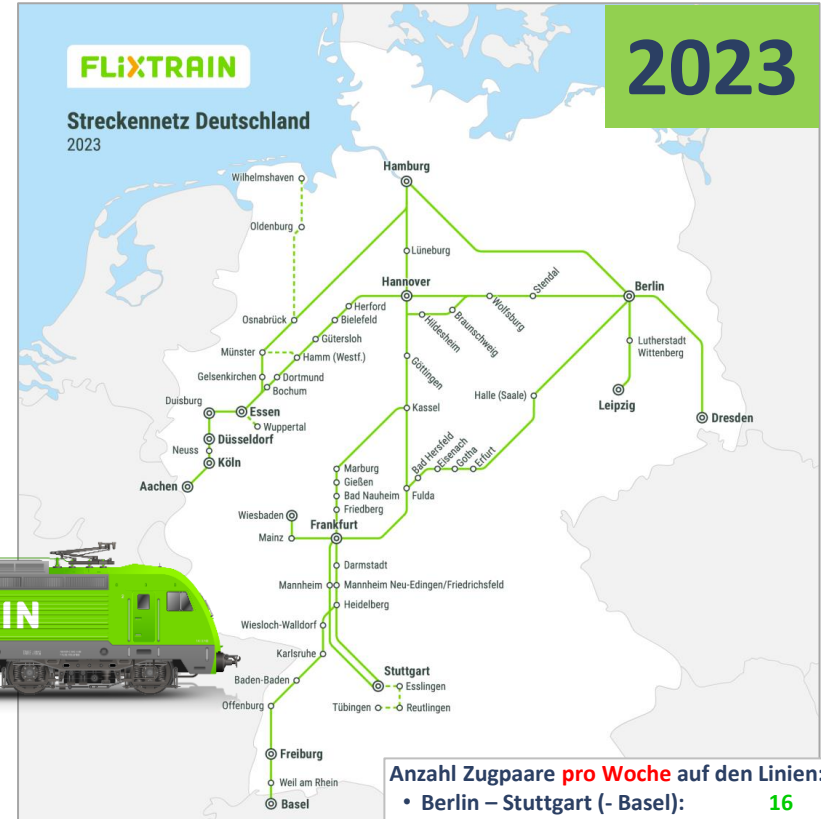 2023
FLiXTRAIN
Streckennetz Deutschland
2023
Wilhelmshaven
Hamburg
Oldenburg
Lüneburg
Hannover
Stendal
Berlin
Wolfsburg
Braunschweig
Hildesheim
Herford
Osnabrück
Bielefeld
Gütersloh
Münster
Hamm (Westf.)
Göttingen
Lutherstadt
Wittenberg
Gelsenkirchen
Dortmund
Bochum
Leipzig
Halle (Saale)
Duisburg
Essen
Kassel
Dresden
Wuppertal
Düsseldorf
Neuss
Köln
Aachen
Bad Hersfeld
Eisenach
Gotha
Erfurt
Marburg
Gießen
Bad Nauheim
Fulda
Friedberg
Wiesbaden
Frankfurt
Mainz
Darmstadt
Mannheim
Mannheim Neu-Edingen/Friedrichsfeld
Heidelberg
IN
Wiesloch-Walldorf
Karlsruhe
Stuttgart
Baden-Baden
Esslingen
Offenburg
Tübingen
Reutlingen
Freiburg
Weil am Rhein
Basel
Anzahl Zugpaare pro Woche auf den Linien:
• Berlin – Stuttgart (- Basel): 16